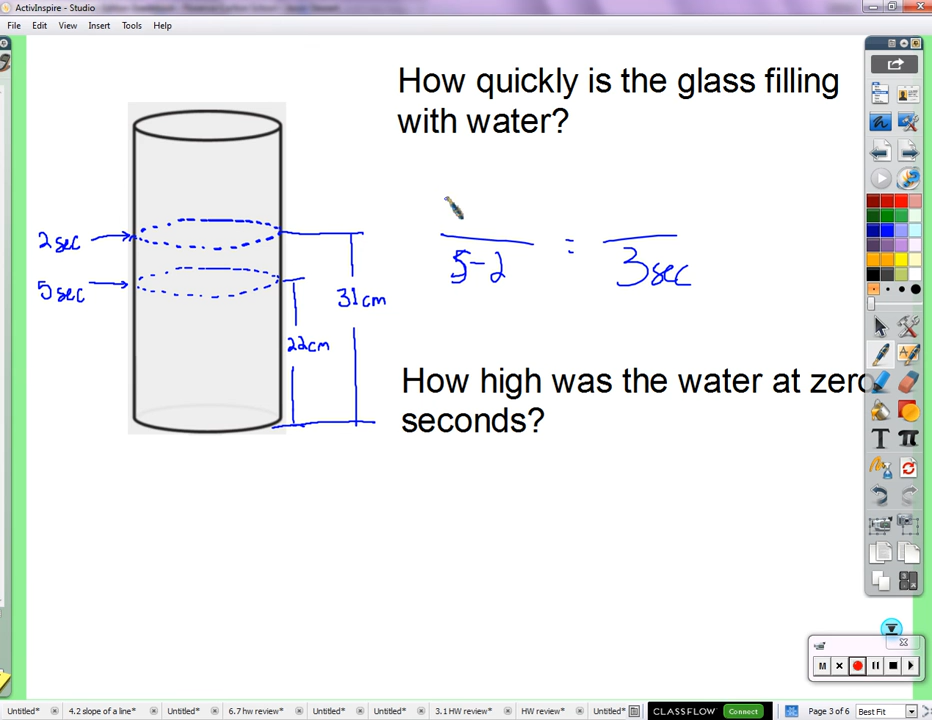 ActivInspire - Studio
File Edit View Insert Tools Help
How quickly is the glass filling
with water?
2sec
5sec
31cm
22cm
5-2 = 3sec
How high was the water at zero
seconds?
M
Untitled* 4.2 slope of a line* Untitled* 6.7 hw review* Untitled* Untitled* 3.1 HW review* HW review* Untitled* CLASSFLOW Connect Page 3 of 6 Best Fit